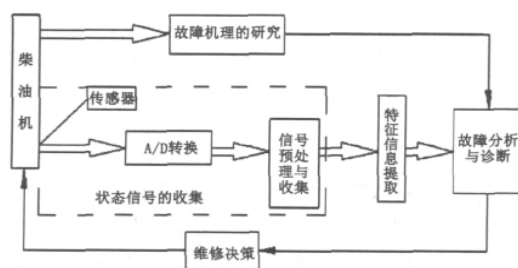 柴油机
故障机理的研究
传感器
A/D转换
信号
预处
理与
收集
特征信息提取
故障分析
与诊断
状态信号的收集
维修决策